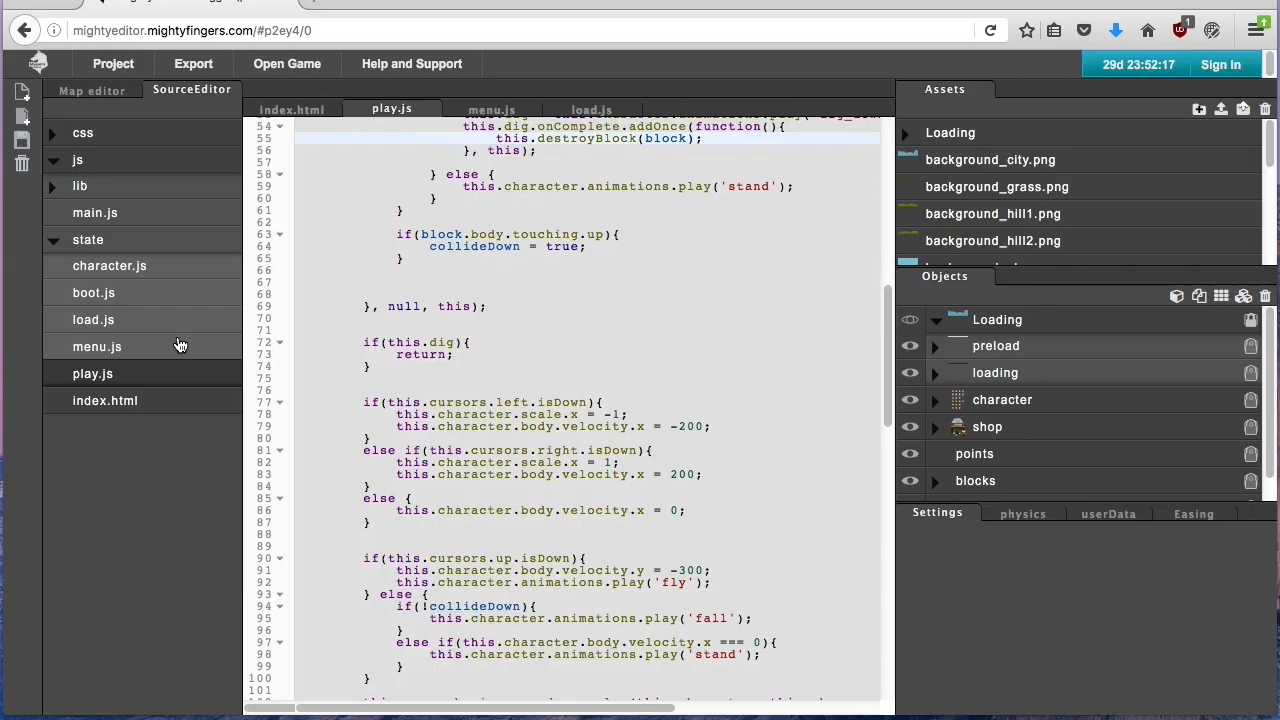 mightyeditor.mightyfingers.com/#p2ey4/0
1
Project
Export
Open Game
Help and Support
29d 23:52:17
Sign In
Map editor
SourceEditor
css
js
lib
main.js
state
character.js
boot.js
load.js
menu.js
play.js
index.html
index.html
play.js
menu.js
load.js
54 this.dig.onComplete.addOnce(function(){
55 this.destroyBlock(block);
56 }, this);
57
58 } else {
59 this.character.animations.play('stand');
60 }
61 }
62
63 if(block.body.touching.up){
64 collideDown = true;
65 }
66
67
68
69 }, null, this);
70
71
72 if(this.dig){
73 return;
74 }
75
76
77 if(this.cursors.left.isDown){
78 this.character.scale.x = -1;
79 this.character.body.velocity.x = -200;
80 }
81 else if(this.cursors.right.isDown){
82 this.character.scale.x = 1;
83 this.character.body.velocity.x = 200;
84 }
85 else {
86 this.character.body.velocity.x = 0;
87 }
88
89
90 if(this.cursors.up.isDown){
91 this.character.body.velocity.y = -300;
92 this.character.animations.play('fly');
93 } else {
94 if(!collideDown){
95 this.character.animations.play('fall');
96 }
97 else if(this.character.body.velocity.x === 0){
98 this.character.animations.play('stand');
99 }
100 }
101
Assets
Loading
background_city.png
background_grass.png
background_hill1.png
background_hill2.png
Objects
Loading
preload
loading
character
shop
points
blocks
Settings
physics
userData
Easing